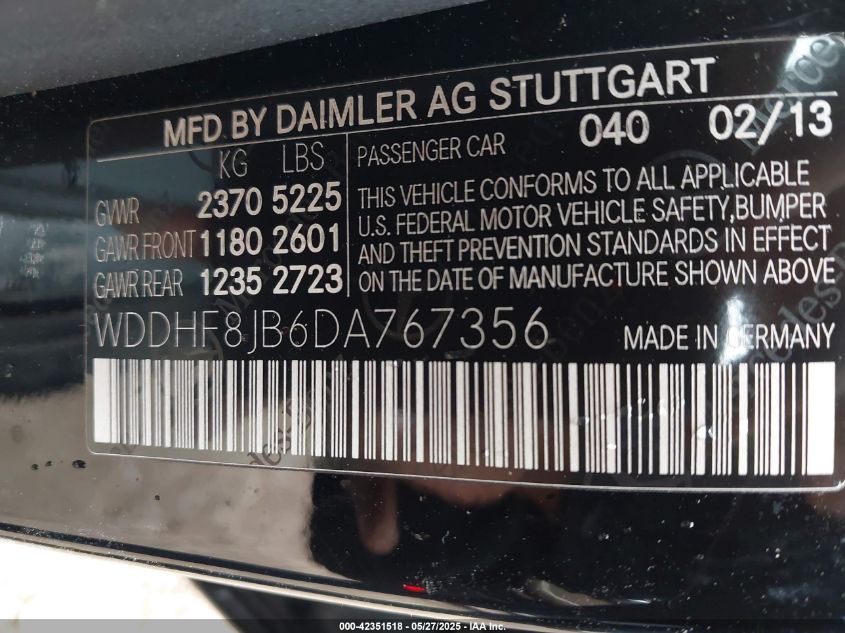 MFD BY DAIMLER AG STUTTGART
KG LBS
GVWR 2370 5225
GAWR FRONT 1180 2601
GAWR REAR 1235 2723
PASSENGER CAR 040 02/13
THIS VEHICLE CONFORMS TO ALL APPLICABLE
U.S. FEDERAL MOTOR VEHICLE SAFETY,BUMPER
AND THEFT PREVENTION STANDARDS IN EFFECT
ON THE DATE OF MANUFACTURE SHOWN ABOVE
WDDHF8JB6DA767356 MADE IN GERMANY
000-42351518 — 05/27/2025 — IAA Inc.